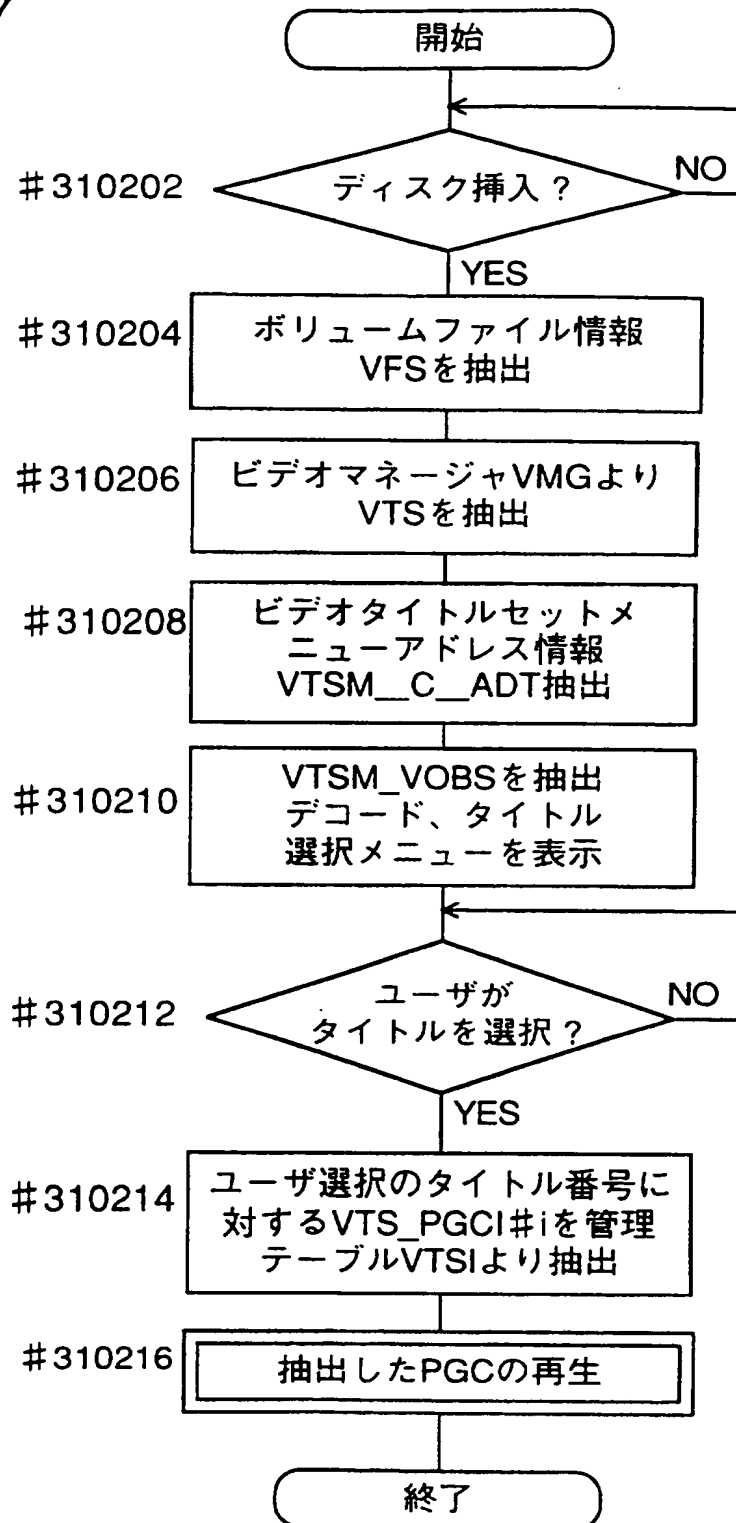 開始
#310202
ディスク挿入?
NO
YES
#310204
ボリュームファイル情報
VFSを抽出
#310206
ビデオマネージャVMGより
VTSを抽出
#310208
ビデオタイトルセットメ
ニューアドレス情報
VTSM__C__ADT抽出
#310210
VTSM_VOBSを抽出
デコード、タイトル
選択メニューを表示
#310212
ユーザが
タイトルを選択?
NO
YES
#310214
ユーザ選択のタイトル番号に
対するVTS_PGCI#iを管理
テーブルVTSIより抽出
#310216
抽出したPGCの再生
終了